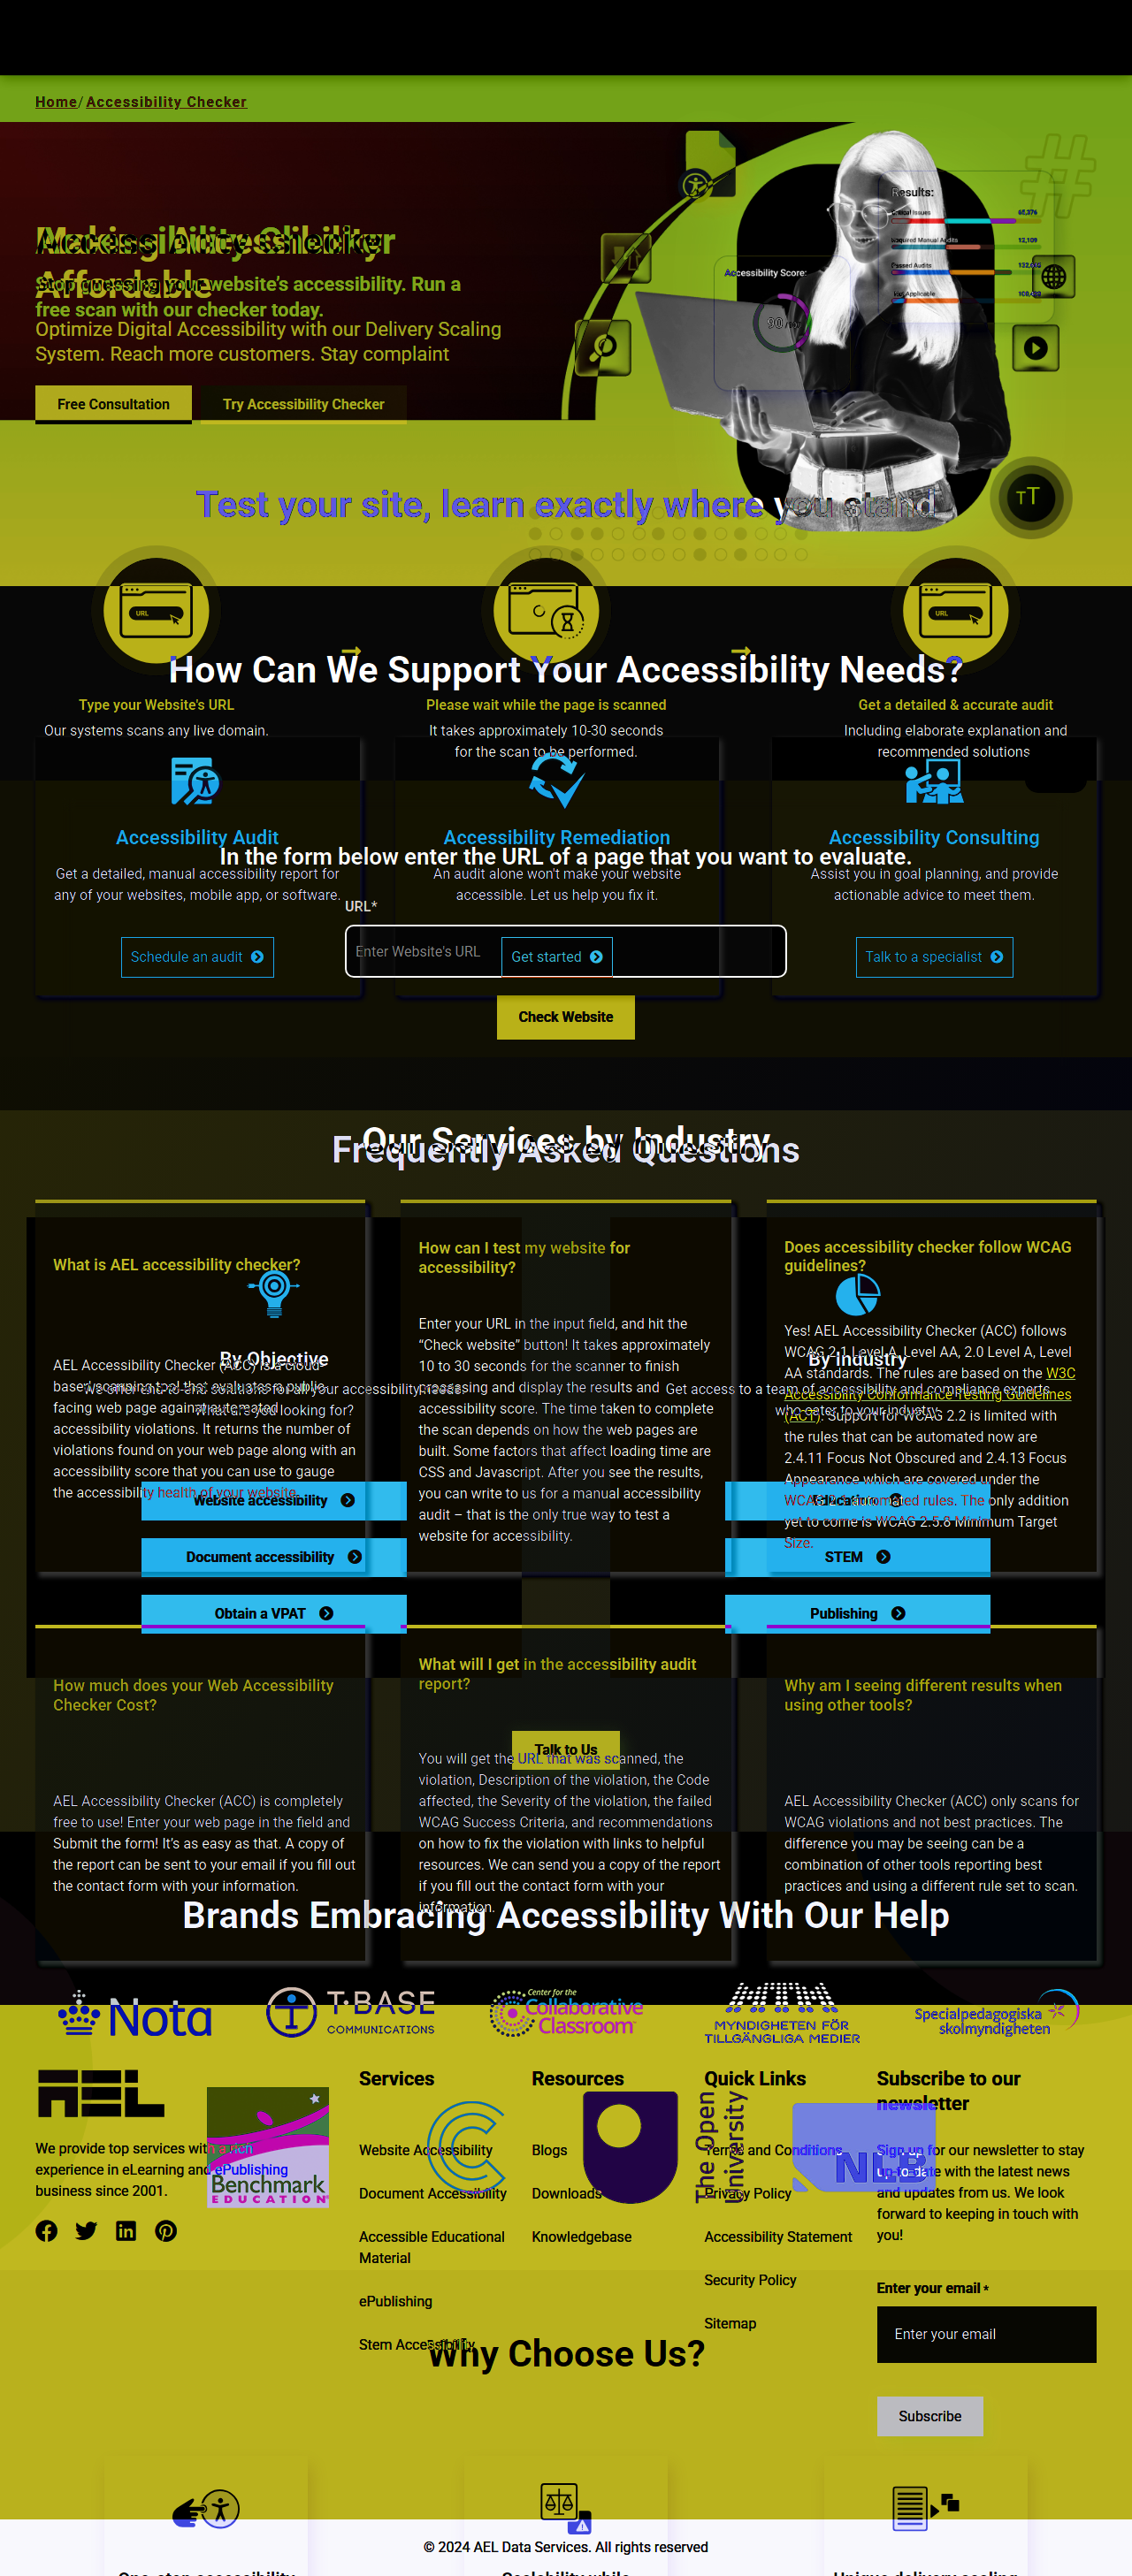 Home/ Accessibility Checker
Accessibility Checker
Making Accessibility
Affordable
Stop guessing your website's accessibility. Run a
free scan with our checker today.
Optimize Digital Accessibility with our Delivery Scaling
System. Reach more customers. Stay complaint
Free Consultation
Try Accessibility Checker
Results:
Accessibility Score:
90
TT
Test your site, learn exactly where you stand
URL
URL
How Can We Support Your Accessibility Needs?
Type your Website's URL
Our systems scans any live domain.
Please wait while the page is scanned
It takes approximately 10-30 seconds
for the scan to be performed.
Get a detailed & accurate audit
Including elaborate explanation and
recommended solutions
Accessibility Audit
Get a detailed, manual accessibility report for
any of your websites, mobile app, or software.
Schedule an audit
Accessibility Remediation
An audit alone won't make your website
accessible. Let us help you fix it.
Get started
Accessibility Consulting
Assist you in goal planning, and provide
actionable advice to meet them.
Talk to a specialist
In the form below enter the URL of a page that you want to evaluate.
URL*
Enter Website's URL
Check Website
Our Services by Industry
Frequently Asked Questions
What is AEL accessibility checker?
AEL Accessibility Checker (ACC) is a cloud-
based scanning tool that evaluates a public-
facing web page against automated
accessibility violations. It returns the number of
violations found on your web page along with an
accessibility score that you can use to gauge
the accessibility health of your website.
How can I test my website for
accessibility?
Enter your URL in the input field, and hit the
“Check website” button! It takes approximately
10 to 30 seconds for the scanner to finish
processing and display the results and
accessibility score. The time taken to complete
the scan depends on how the web pages are
built. Some factors that affect loading time are
CSS and Javascript. After you see the results,
you can write to us for a manual accessibility
audit – that is the only true way to test a
website for accessibility.
Does accessibility checker follow WCAG
guidelines?
Yes! AEL Accessibility Checker (ACC) follows
WCAG 2.1 Level A, Level AA, 2.0 Level A, Level
AA standards. The rules are based on the W3C
Accessibility Conformance Testing Guidelines
(ACT). Support for WCAG 2.2 is limited with
the rules that can be automated now are
2.4.11 Focus Not Obscured and 2.4.13 Focus
Appearance which are covered under the
WCAG 2.1 automated rules. The only addition
yet to come is WCAG 2.5.8 Minimum Target
Size.
By Objective
We offer end-to-end solutions for all your accessibility needs.
What are you looking for?
Website accessibility
Document accessibility
Obtain a VPAT
By Industry
Get access to a team of accessibility and compliance experts
who cater to your industry.
Education
STEM
Publishing
How much does your Web Accessibility
Checker Cost?
AEL Accessibility Checker (ACC) is completely
free to use! Enter your web page in the field and
Submit the form! It's as easy as that. A copy of
the report can be sent to your email if you fill out
the contact form with your information.
What will I get in the accessibility audit
report?
Talk to Us
You will get the URL that was scanned, the
violation, Description of the violation, the Code
affected, the Severity of the violation, the failed
WCAG Success Criteria, and recommendations
on how to fix the violation with links to helpful
resources. We can send you a copy of the report
if you fill out the contact form with your
information.
Why am I seeing different results when
using other tools?
AEL Accessibility Checker (ACC) only scans for
WCAG violations and not best practices. The
difference you may be seeing can be a
combination of other tools reporting best
practices and using a different rule set to scan.
Brands Embracing Accessibility With Our Help
Nota
T-BASE
COMMUNICATIONS
Center for the
Collaborative
Classroom
MYNDIGHETEN FÖR
TILLGÄNGLIGA MEDIER
Specialpedagogiska
skolmyndigheten
AEL
We provide top services with a rich
experience in eLearning and ePublishing
business since 2001.
Benchmark
EDUCATION
Services
Website Accessibility
Document Accessibility
Accessible Educational
Material
ePublishing
Stem Accessibility
Resources
Blogs
Downloads
Knowledgebase
The Open
University
Quick Links
Terms and Conditions
Privacy Policy
Accessibility Statement
Security Policy
Sitemap
NLB
Subscribe to our
newsletter
Sign up for our newsletter to stay
up-to-date with the latest news
and updates from us. We look
forward to keeping in touch with
you!
Enter your email *
Enter your email
Subscribe
Why Choose Us?
© 2024 AEL Data Services. All rights reserved